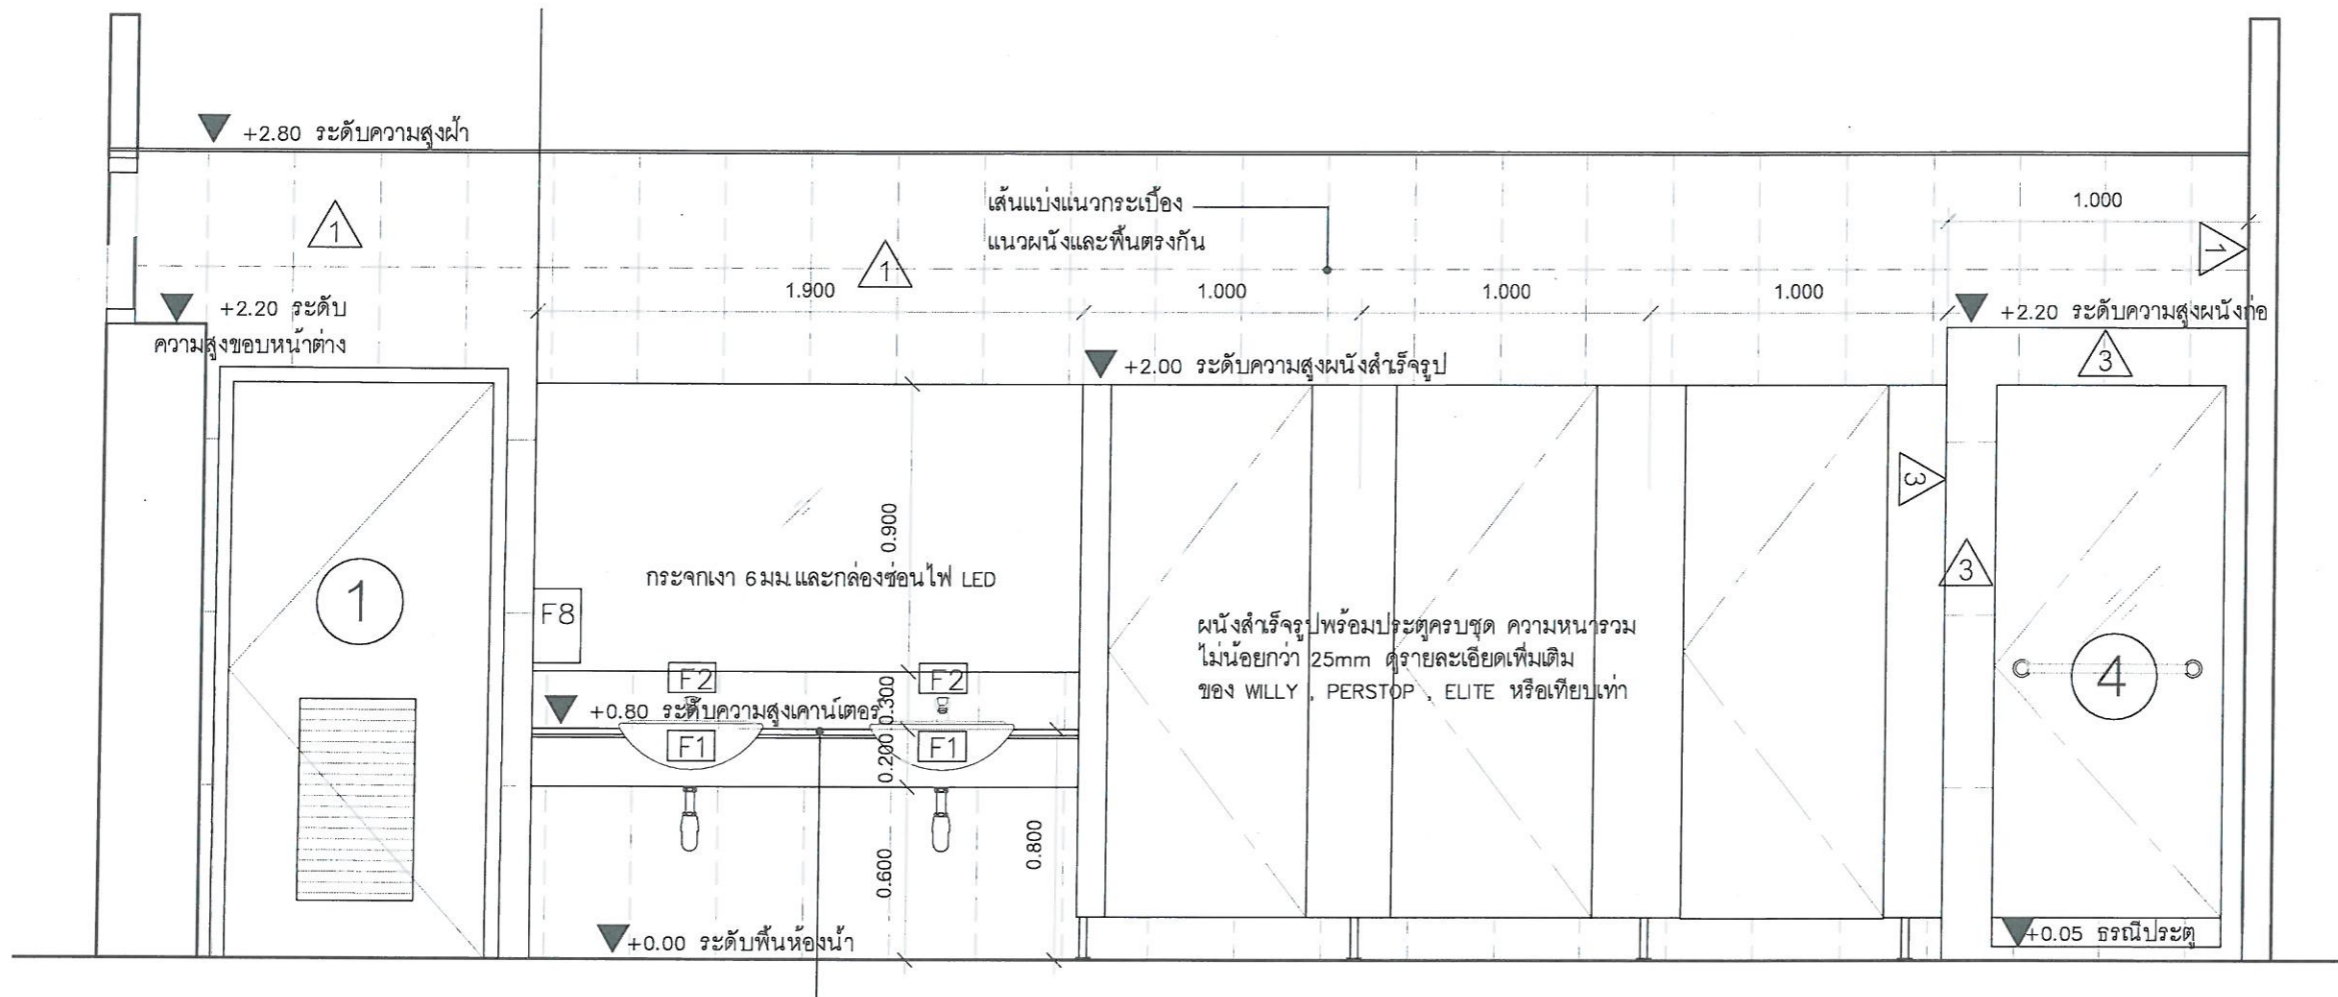 +2.80 ระดับความสูงฝ้า
เส้นแบ่งแนวกระเบื้อง
แนวผนังและพื้นตรงกัน
1.000
1
1
1
+2.20 ระดับ
ความสูงขอบหน้าต่าง
1.900
1.000
1.000
1.000
+2.20 ระดับความสูงผนังก่อ
+2.00 ระดับความสูงผนังสำเร็จรูป
3
3
3
0.900
กระจกเงา 6 มม.และกล่องซ่อนไฟ LED
1
F8
ผนังสำเร็จรูปพร้อมประตูครบชุด ความหนารวม
ไม่น้อยกว่า 25mm ดูรายละเอียดเพิ่มเติม
ของ WILLY , PERSTOP , ELITE หรือเทียบเท่า
4
F2
F2
+0.80 ระดับความสูงเคาน์เตอร์
0.300
F1
F1
0.200
0.600
0.800
+0.00 ระดับพื้นห้องน้ำ
+0.05 ธรณีประตู